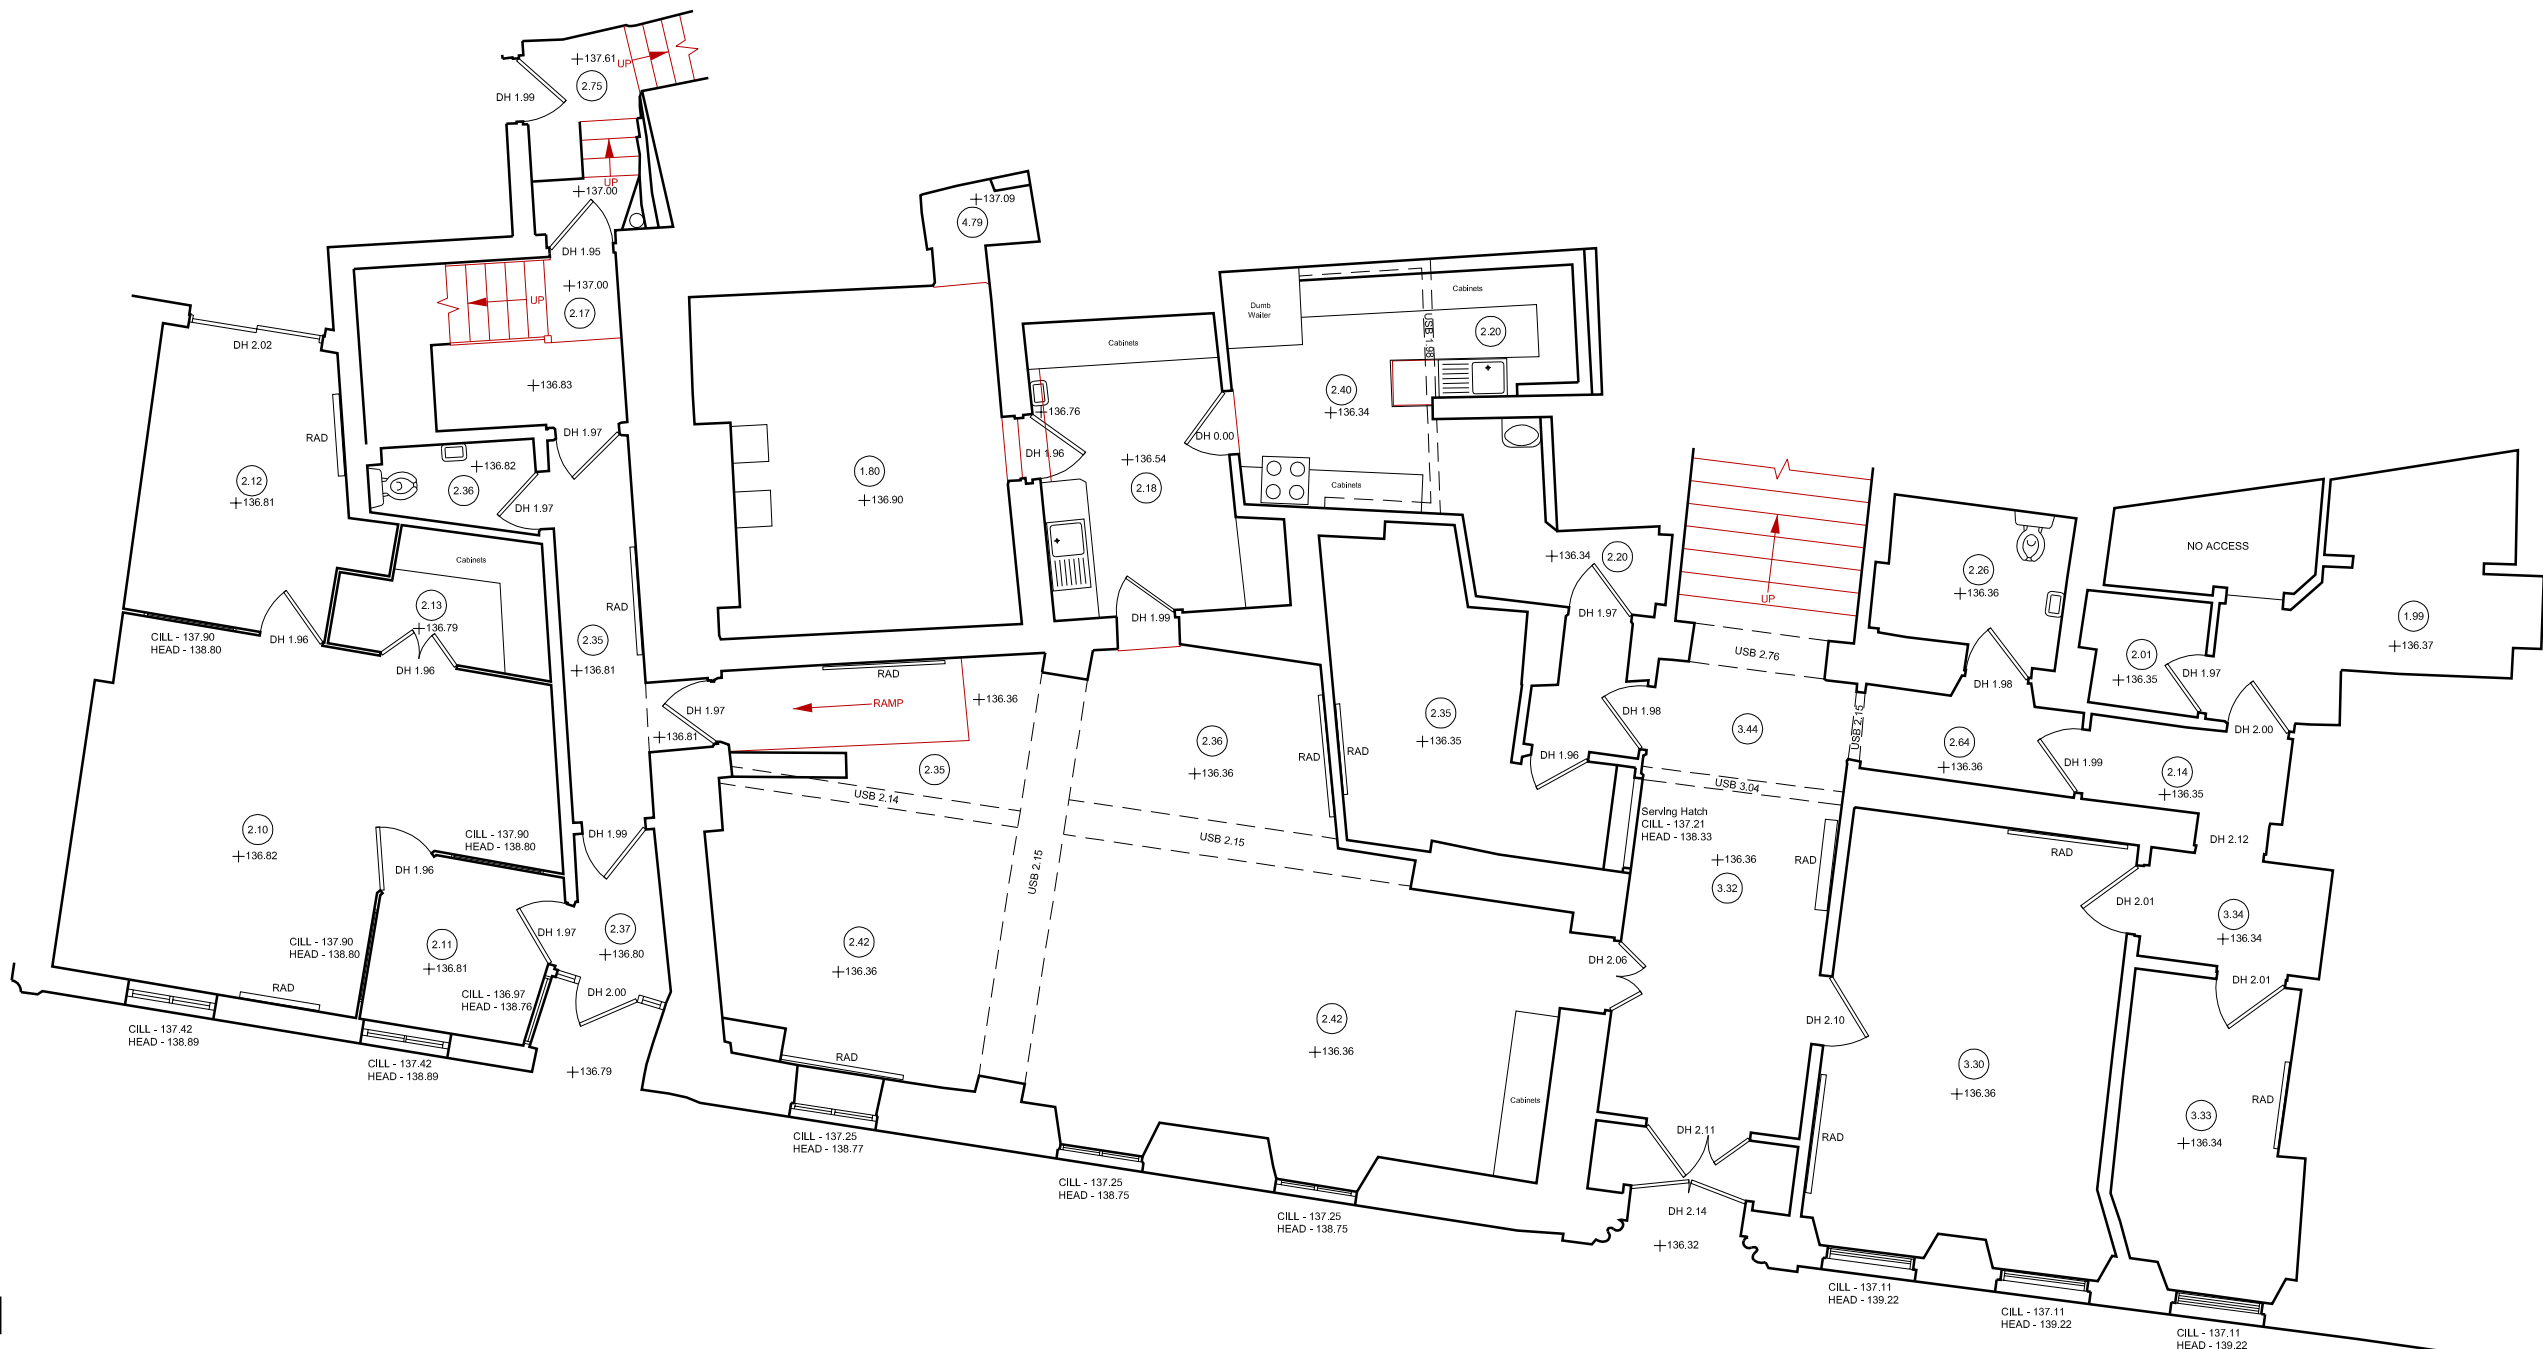 +137.61
UP
2.75
DH 1.99
UP
+137.00
+137.09
4.79
DH 1.95
+137.00
UP
2.17
Dumb
Waiter
Cabinets
USB 1.98
2.20
DH 2.02
Cabinets
+136.83
2.40
+136.34
+136.76
RAD
DH 1.97
DH 0.00
DH 1.96
+136.54
+136.82
2.12
+136.81
2.36
1.80
+136.90
2.18
Cabinets
DH 1.97
NO ACCESS
Cabinets
+136.34
2.20
2.26
+136.36
UP
2.13
+136.79
RAD
DH 1.97
DH 1.99
1.99
+136.37
CILL - 137.90
HEAD - 138.80
DH 1.96
2.35
+136.81
DH 1.96
USB 2.76
2.01
+136.35
DH 1.97
DH 1.98
RAD
RAMP
+136.36
DH 1.97
+136.81
2.35
+136.35
DH 1.98
3.44
USB 2.15
DH 2.00
2.36
+136.36
RAD
RAD
DH 1.96
2.64
+136.36
DH 1.99
2.35
USB 2.14
2.14
+136.35
USB 3.04
Serving Hatch
CILL - 137.21
HEAD - 138.33
2.10
+136.82
CILL - 137.90
HEAD - 138.80
DH 1.99
USB 2.15
USB 2.15
DH 2.12
DH 1.96
+136.36
RAD
3.32
RAD
DH 2.01
3.34
+136.34
CILL - 137.90
HEAD - 138.80
2.11
+136.81
DH 1.97
2.37
+136.80
2.42
+136.36
DH 2.06
RAD
CILL - 136.97
HEAD - 138.76
DH 2.00
DH 2.01
2.42
+136.36
DH 2.10
CILL - 137.42
HEAD - 138.89
CILL - 137.42
HEAD - 138.89
+136.79
RAD
3.30
+136.36
Cabinets
RAD
3.33
+136.34
CILL - 137.25
HEAD - 138.77
DH 2.11
RAD
CILL - 137.25
HEAD - 138.75
CILL - 137.25
HEAD - 138.75
DH 2.14
+136.32
CILL - 137.11
HEAD - 139.22
CILL - 137.11
HEAD - 139.22
CILL - 137.11
HEAD - 139.22